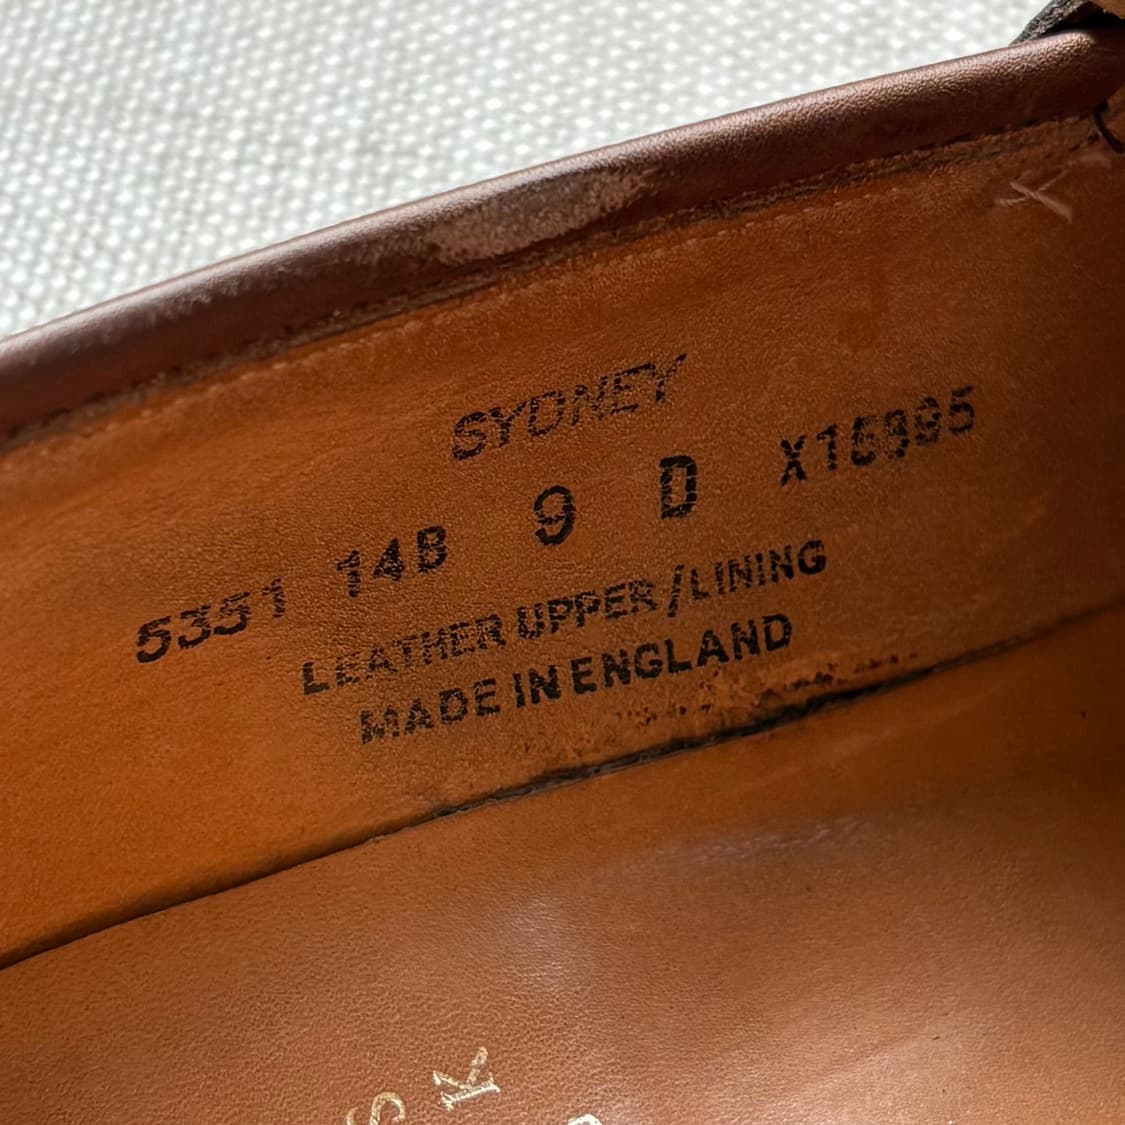 SYDNEY
5351 14B 9 D X15995
LEATHER UPPER/LINING
MADE IN ENGLAND
S K